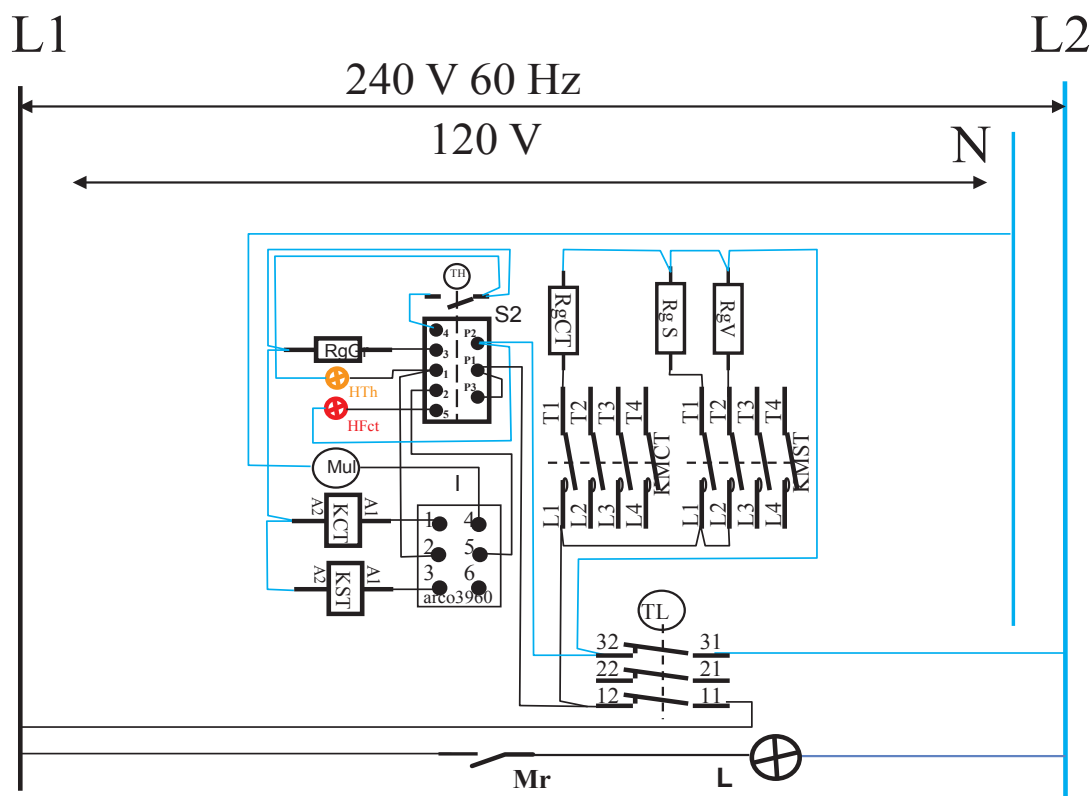 L1
L2
240 V 60 Hz
120 V
N
TH
S2
4
P2
3
P1
1
2
P3
5
HTh
HFct
RgCT
Rg S
RgV
T1
T2
T3
T4
KMCT
L1
L2
L3
L4
T1
T2
T3
T4
KMST
L1
L2
L3
L4
Mul
I
A2
KCT
A1
1
4
2
5
A2
KST
A1
3
6
arco3960
TL
32
31
22
21
12
11
Mr
L